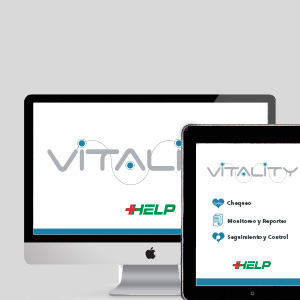 VITALI
HELP
VITALITY
Chequeo
Monitoreo y Reportes
Seguimiento y Control
HELP